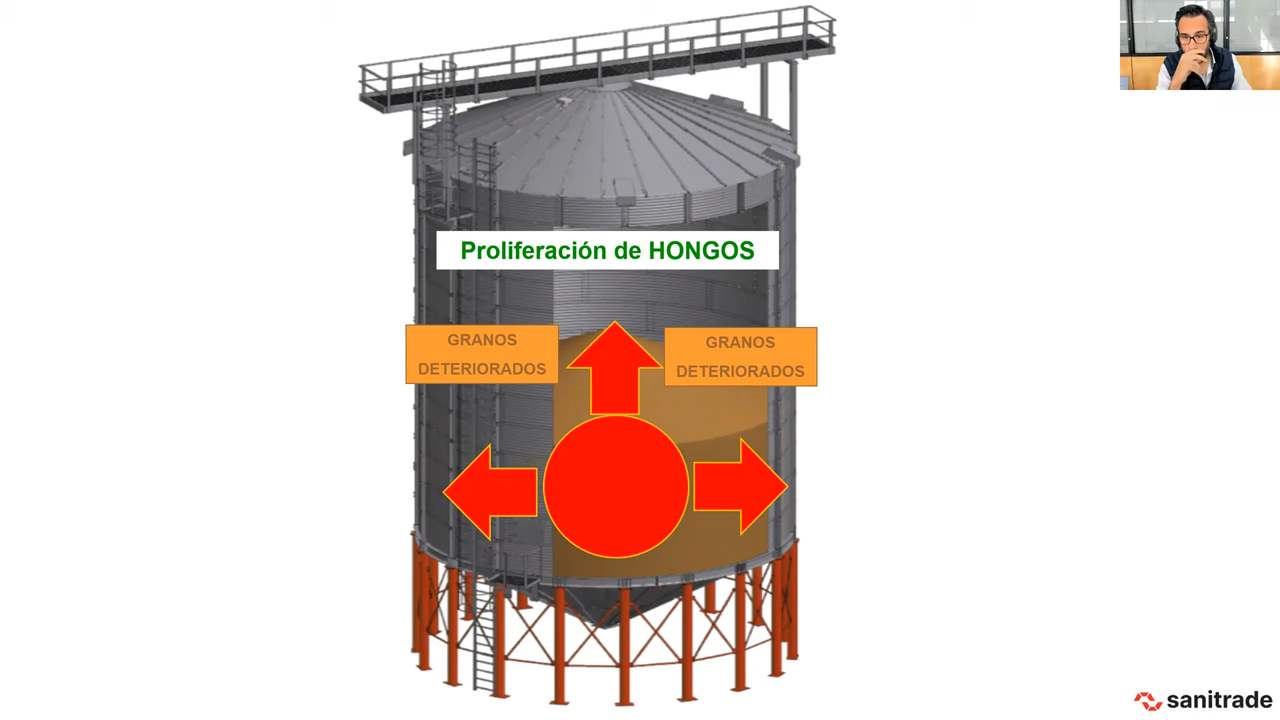 Proliferación de HONGOS
GRANOS
DETERIORADOS
GRANOS
DETERIORADOS
sanitrade